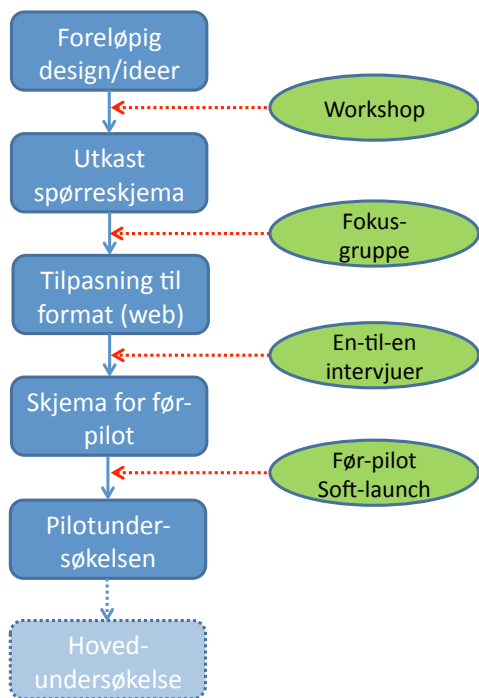 Foreløpig
design/ideer
Workshop
Utkast
spørreskjema
Fokus-
gruppe
Tilpasning til
format (web)
En-til-en
intervjuer
Skjema for før-
pilot
Før-pilot
Soft-launch
Pilotunder-
søkelsen
Hoved-
undersøkelse